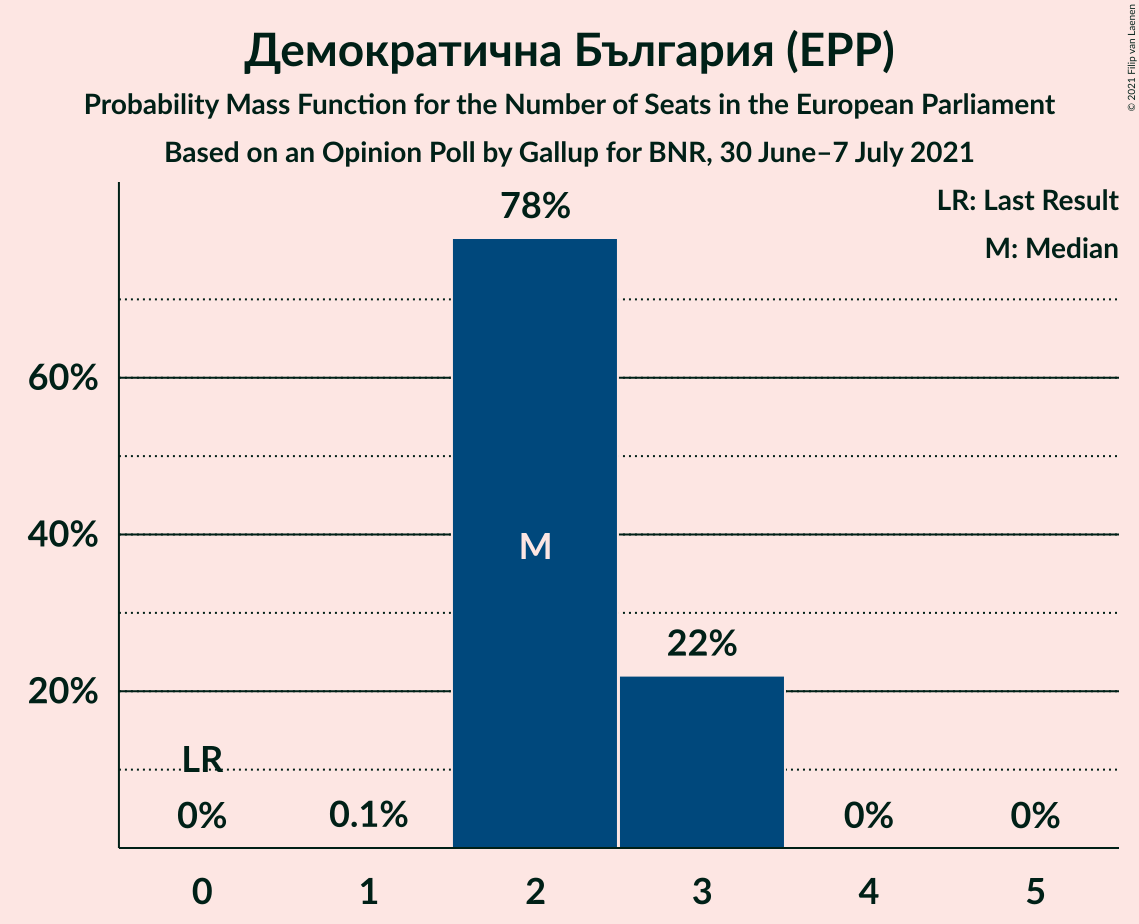 Демократична България (EPP)
Probability Mass Function for the Number of Seats in the European Parliament
Based on an Opinion Poll by Gallup for BNR, 30 June–7 July 2021
© 2021 Filip van Laenen
LR: Last Result
M: Median
78%
60%
40%
M
22%
20%
LR
0% 0.1% 0% 0%
0 1 2 3 4 5